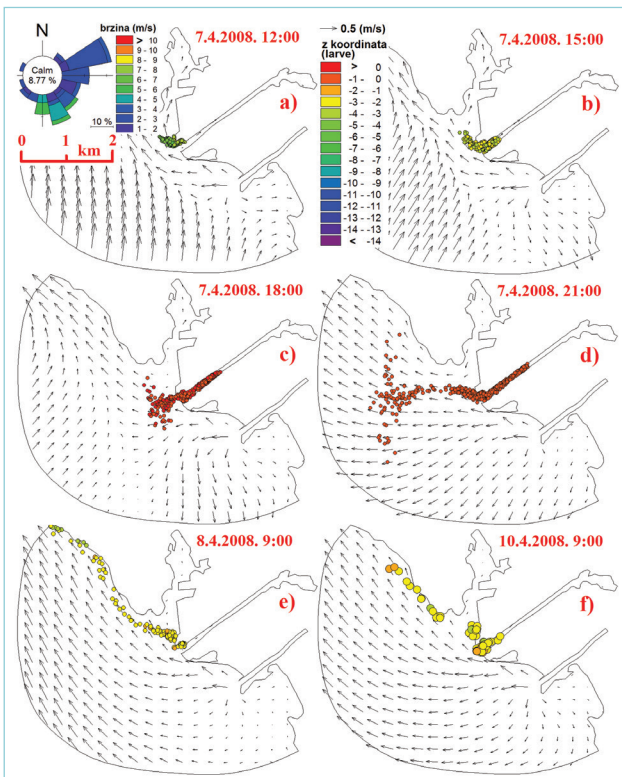 N
Calm
8.77 %
10 %
0 1 2
km
brzina (m/s)
> 10
9 - 10
8 - 9
7 - 8
6 - 7
5 - 6
4 - 5
3 - 4
2 - 3
1 - 2
7.4.2008. 12:00
a)
0.5 (m/s)
z koordinata
(larve)
> 0
-1 - 0
-2 - -1
-3 - -2
-4 - -3
-5 - -4
-6 - -5
-7 - -6
-8 - -7
-9 - -8
-10 - -9
-11 - -10
-12 - -11
-13 - -12
-14 - -13
< -14
7.4.2008. 15:00
b)
7.4.2008. 18:00
c)
7.4.2008. 21:00
d)
8.4.2008. 9:00
e)
10.4.2008. 9:00
f)